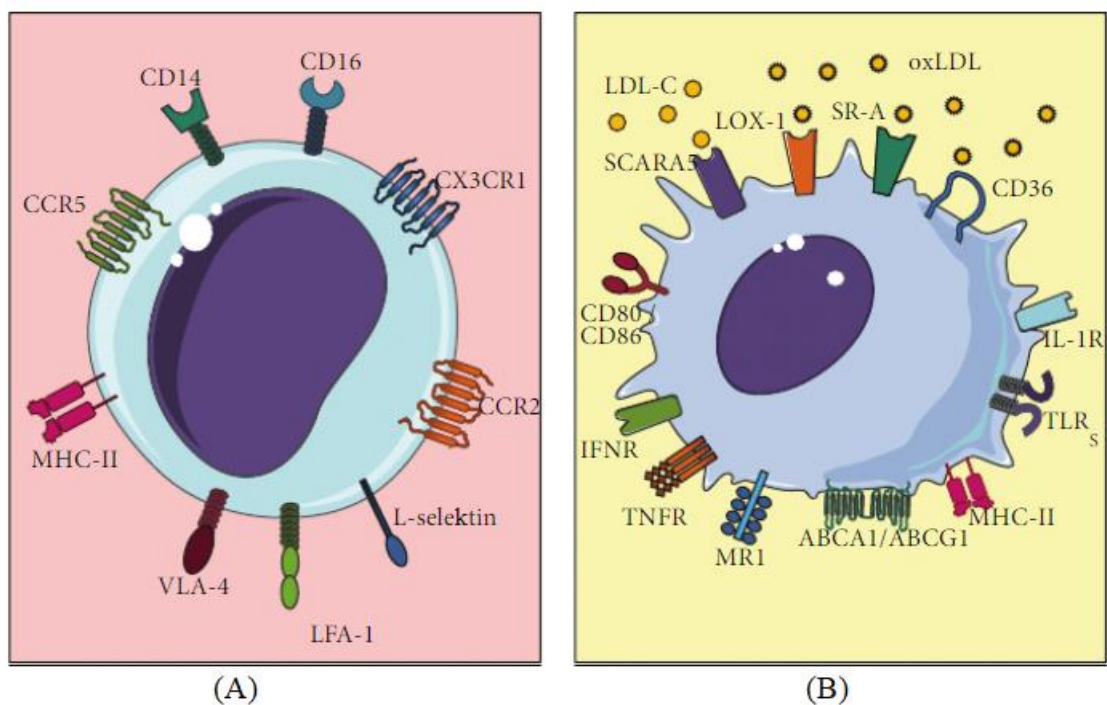 CD14
CD16
CCR5
CX3CR1
MHC-II
CCR2
L-selektin
VLA-4
LFA-1
(A)
oxLDL
LDL-C
LOX-1
SR-A
SCARA5
CD36
CD80
CD86
IL-1R
IFNR
TLR
S
TNFR
MHC-II
ABCA1/ABCG1
MR1
(B)